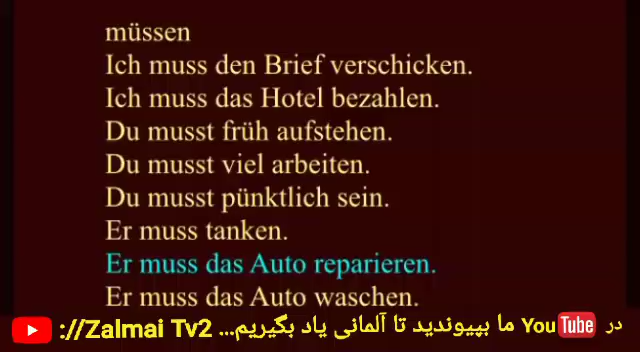 müssen
Ich muss den Brief verschicken.
Ich muss das Hotel bezahlen.
Du musst früh aufstehen.
Du musst viel arbeiten.
Du musst pünktlich sein.
Er muss tanken.
Er muss das Auto reparieren.
Er muss das Auto waschen.
در YouTube ما بپیوندید تا آلمانی یاد بگیریم... Zalmai Tv2//: